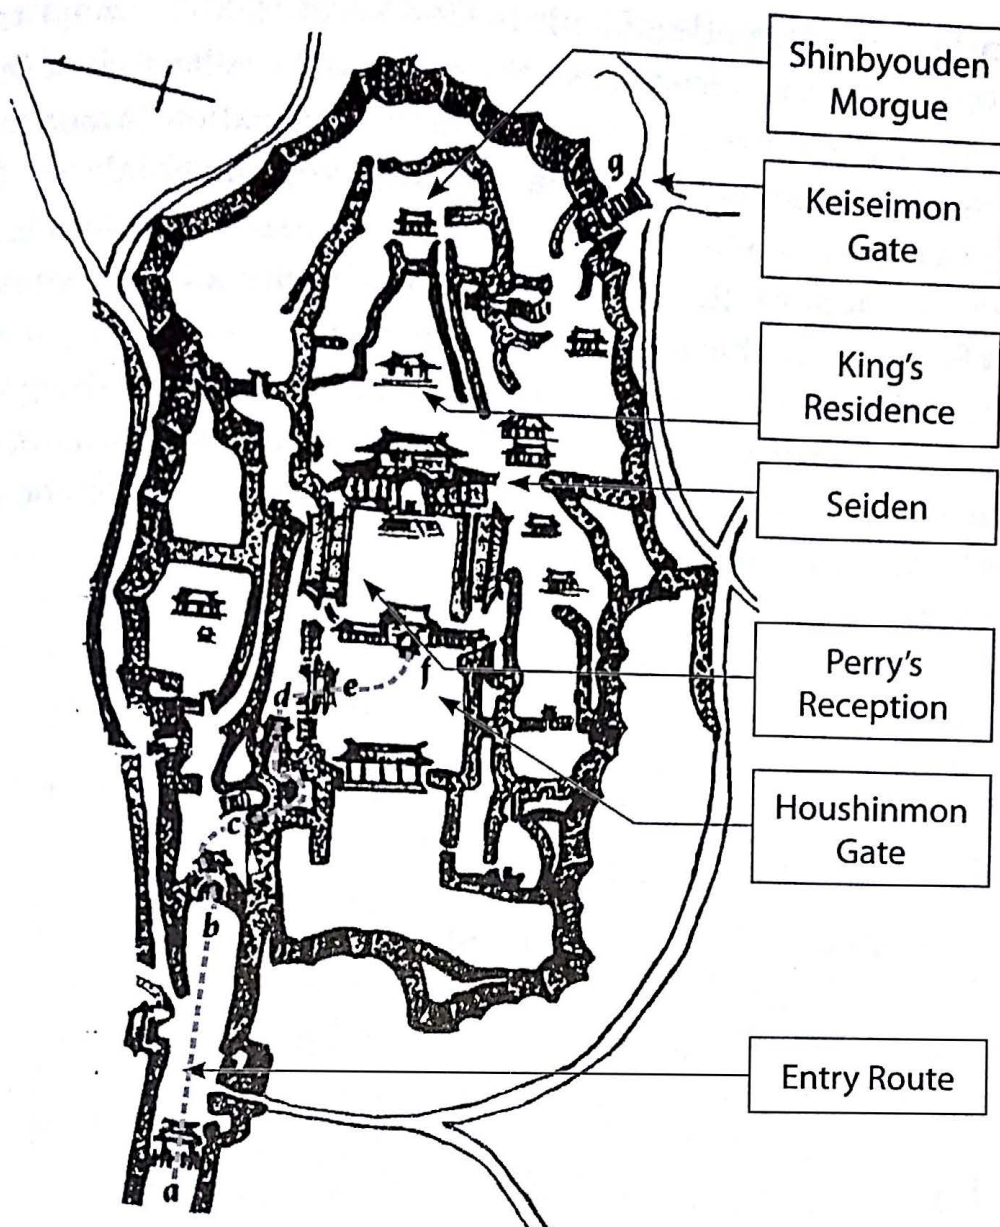 Shinbyouden
Morgue
g
Keiseimon
Gate
King's
Residence
Seiden
Perry's
Reception
d
e
f
Houshinmon
Gate
c
b
Entry Route
a